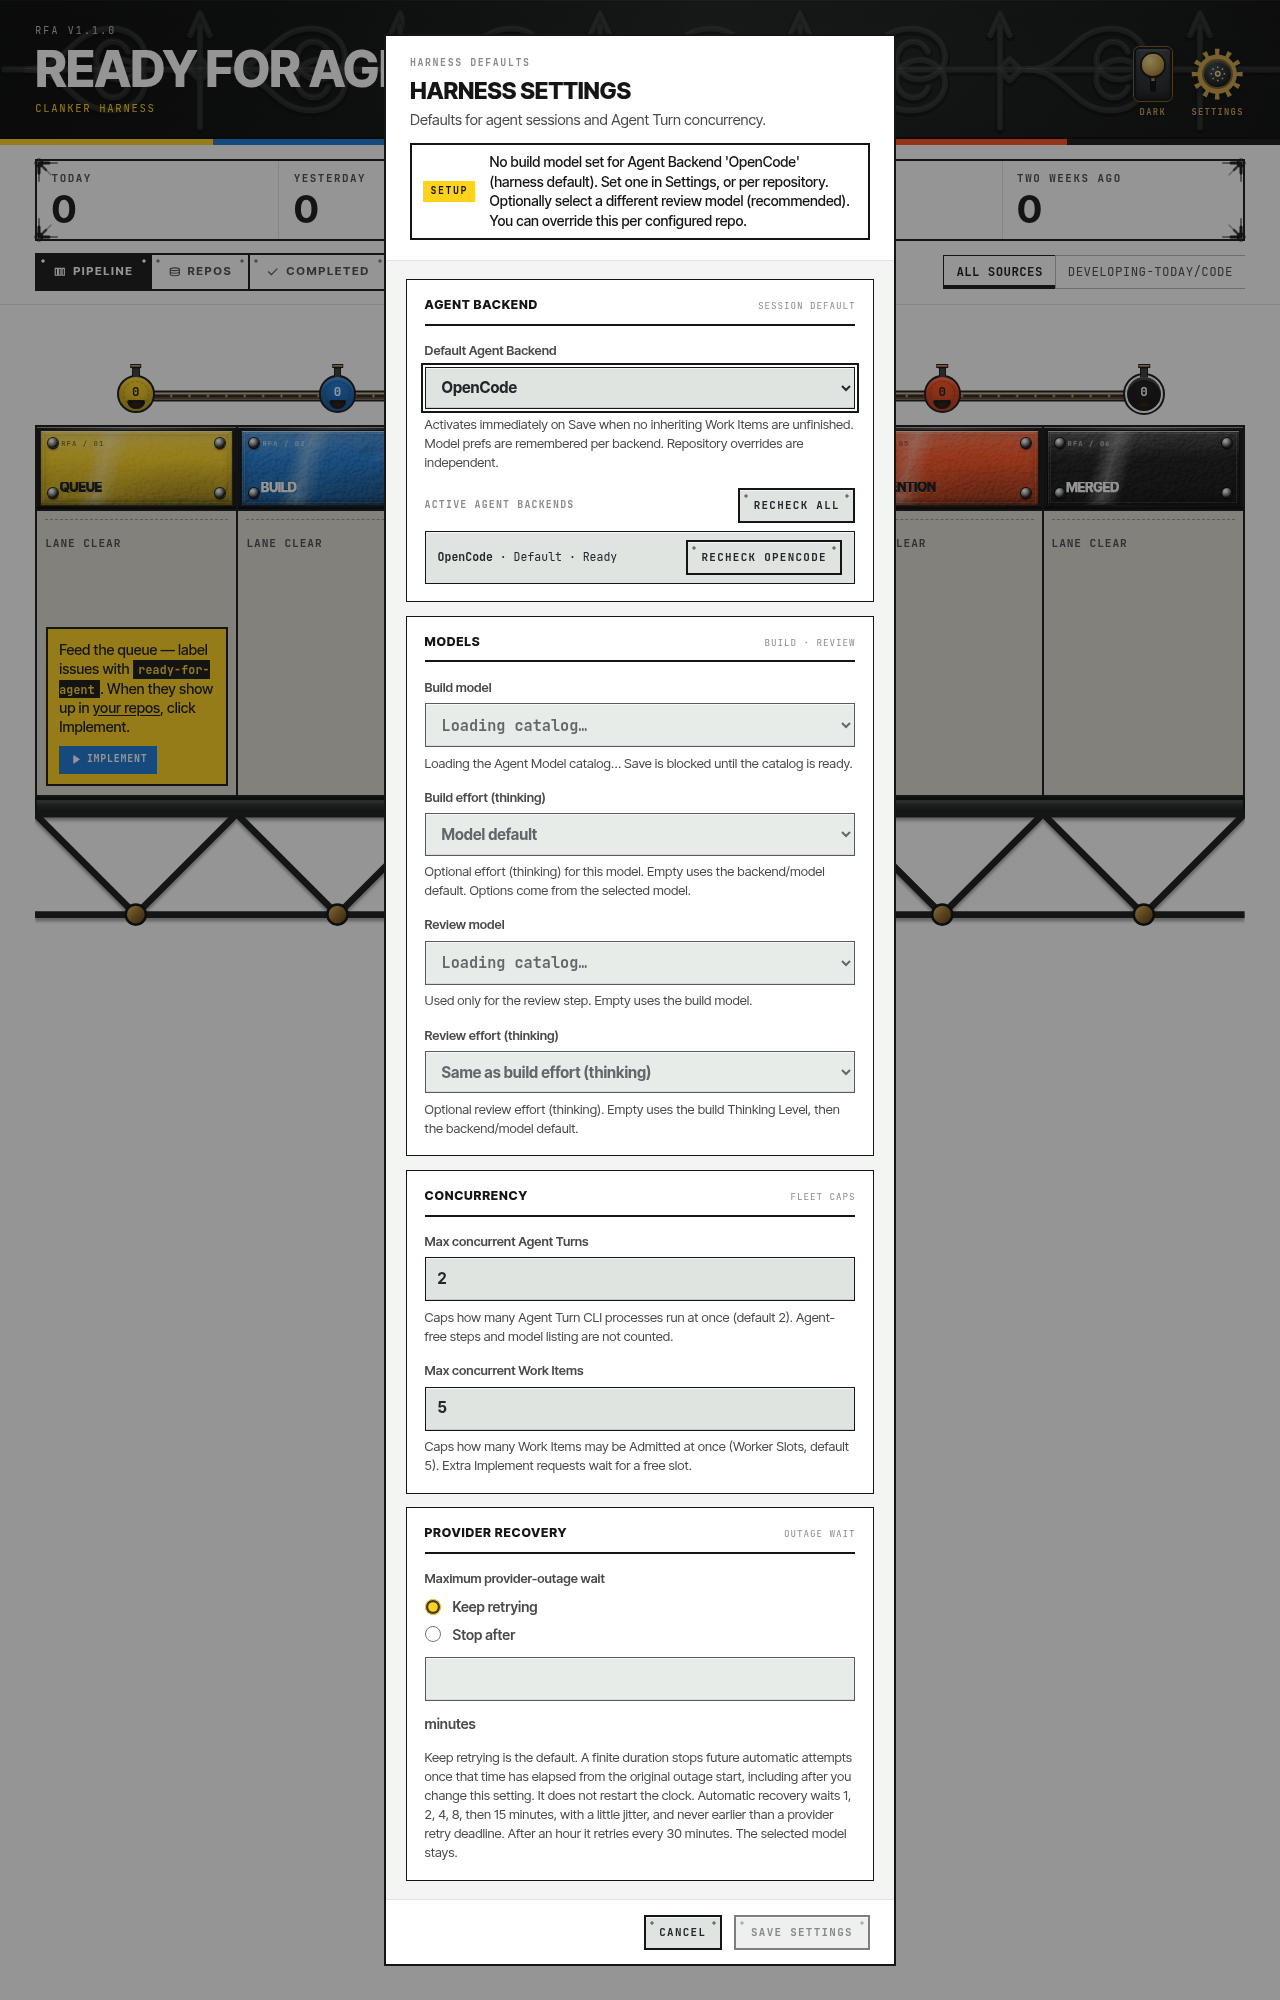 RFA V1.1.0
READY FOR AGE
CLANKER HARNESS
DARK
SETTINGS
TODAY
0
YESTERDAY
0
TWO WEEKS AGO
0
PIPELINE
REPOS
COMPLETED
ALL SOURCES
DEVELOPING-TODAY/CODE
0
0
0
0
RFA / 01
QUEUE
RFA / 02
BUILD
05
NTION
RFA / 06
MERGED
LANE CLEAR
LANE CLEAR
LEAR
LANE CLEAR
Feed the queue — label
issues with ready-for-
agent. When they show
up in your repos, click
Implement.
IMPLEMENT
HARNESS DEFAULTS
HARNESS SETTINGS
Defaults for agent sessions and Agent Turn concurrency.
SETUP
No build model set for Agent Backend 'OpenCode'
(harness default). Set one in Settings, or per repository.
Optionally select a different review model (recommended).
You can override this per configured repo.
AGENT BACKEND
SESSION DEFAULT
Default Agent Backend
OpenCode
Activates immediately on Save when no inheriting Work Items are unfinished.
Model prefs are remembered per backend. Repository overrides are
independent.
ACTIVE AGENT BACKENDS
RECHECK ALL
OpenCode · Default · Ready
RECHECK OPENCODE
MODELS
BUILD · REVIEW
Build model
Loading catalog…
Loading the Agent Model catalog… Save is blocked until the catalog is ready.
Build effort (thinking)
Model default
Optional effort (thinking) for this model. Empty uses the backend/model
default. Options come from the selected model.
Review model
Loading catalog…
Used only for the review step. Empty uses the build model.
Review effort (thinking)
Same as build effort (thinking)
Optional review effort (thinking). Empty uses the build Thinking Level, then
the backend/model default.
CONCURRENCY
FLEET CAPS
Max concurrent Agent Turns
2
Caps how many Agent Turn CLI processes run at once (default 2). Agent-
free steps and model listing are not counted.
Max concurrent Work Items
5
Caps how many Work Items may be Admitted at once (Worker Slots, default
5). Extra Implement requests wait for a free slot.
PROVIDER RECOVERY
OUTAGE WAIT
Maximum provider-outage wait
Keep retrying
Stop after
minutes
Keep retrying is the default. A finite duration stops future automatic attempts
once that time has elapsed from the original outage start, including after you
change this setting. It does not restart the clock. Automatic recovery waits 1,
2, 4, 8, then 15 minutes, with a little jitter, and never earlier than a provider
retry deadline. After an hour it retries every 30 minutes. The selected model
stays.
CANCEL
SAVE SETTINGS